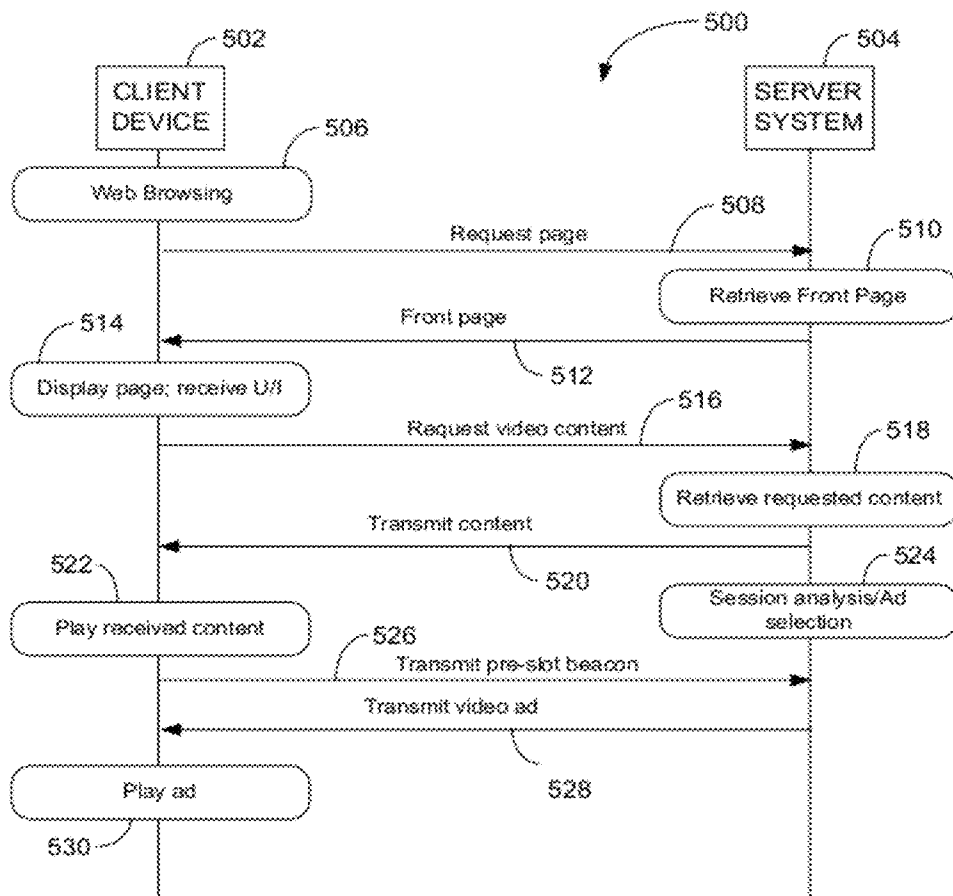 500
502
504
CLIENT
DEVICE
SERVER
SYSTEM
506
Web Browsing
508
Request page
510
Retrieve Front Page
514
Front page
512
Display page; receive U/I
516
Request video content
518
Retrieve requested content
Transmit content
522
520
524
Play received content
Session analysis/Ad
selection
526
Transmit pre-slot beacon
Transmit video ad
528
Play ad
530